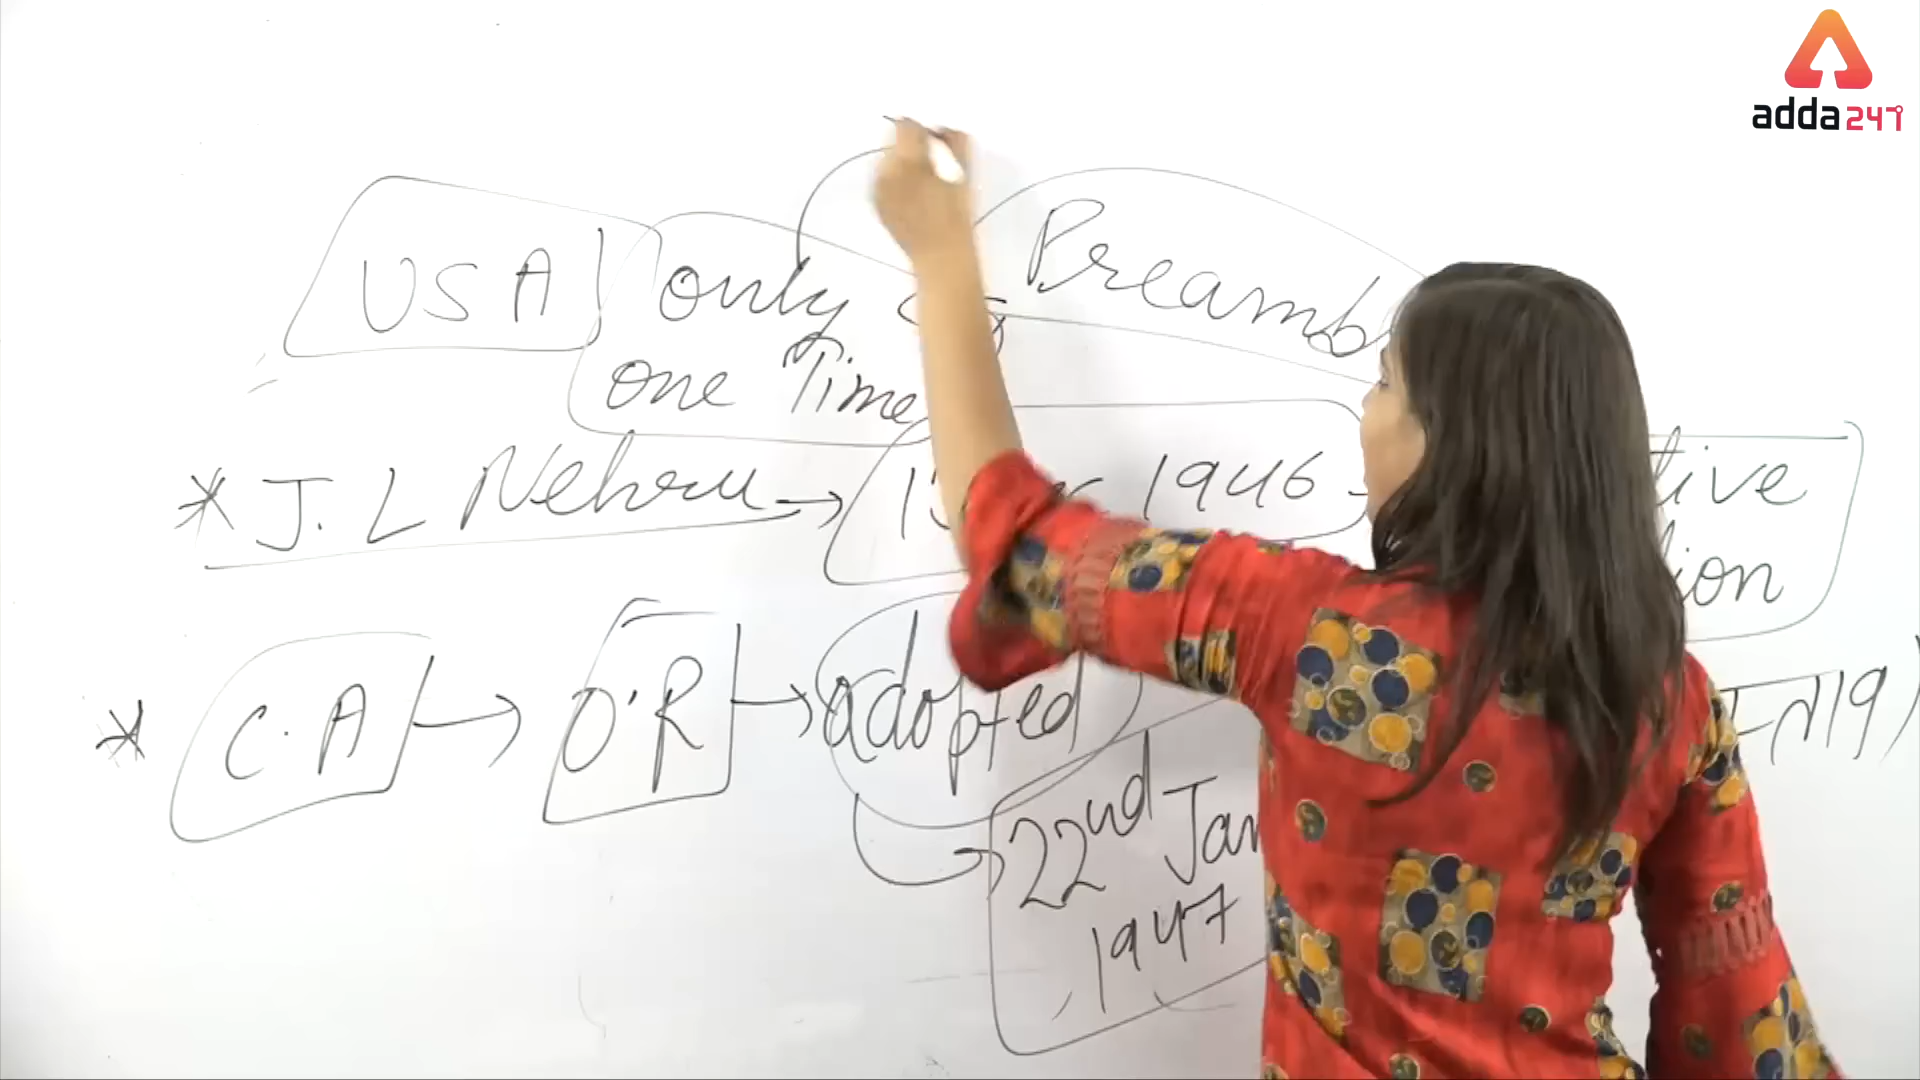 adda247
USA only
Preamb
one Time
* J. L Nehru → 1946
tive
ion
* C.A → O.R → adopted
22nd Jan
1947